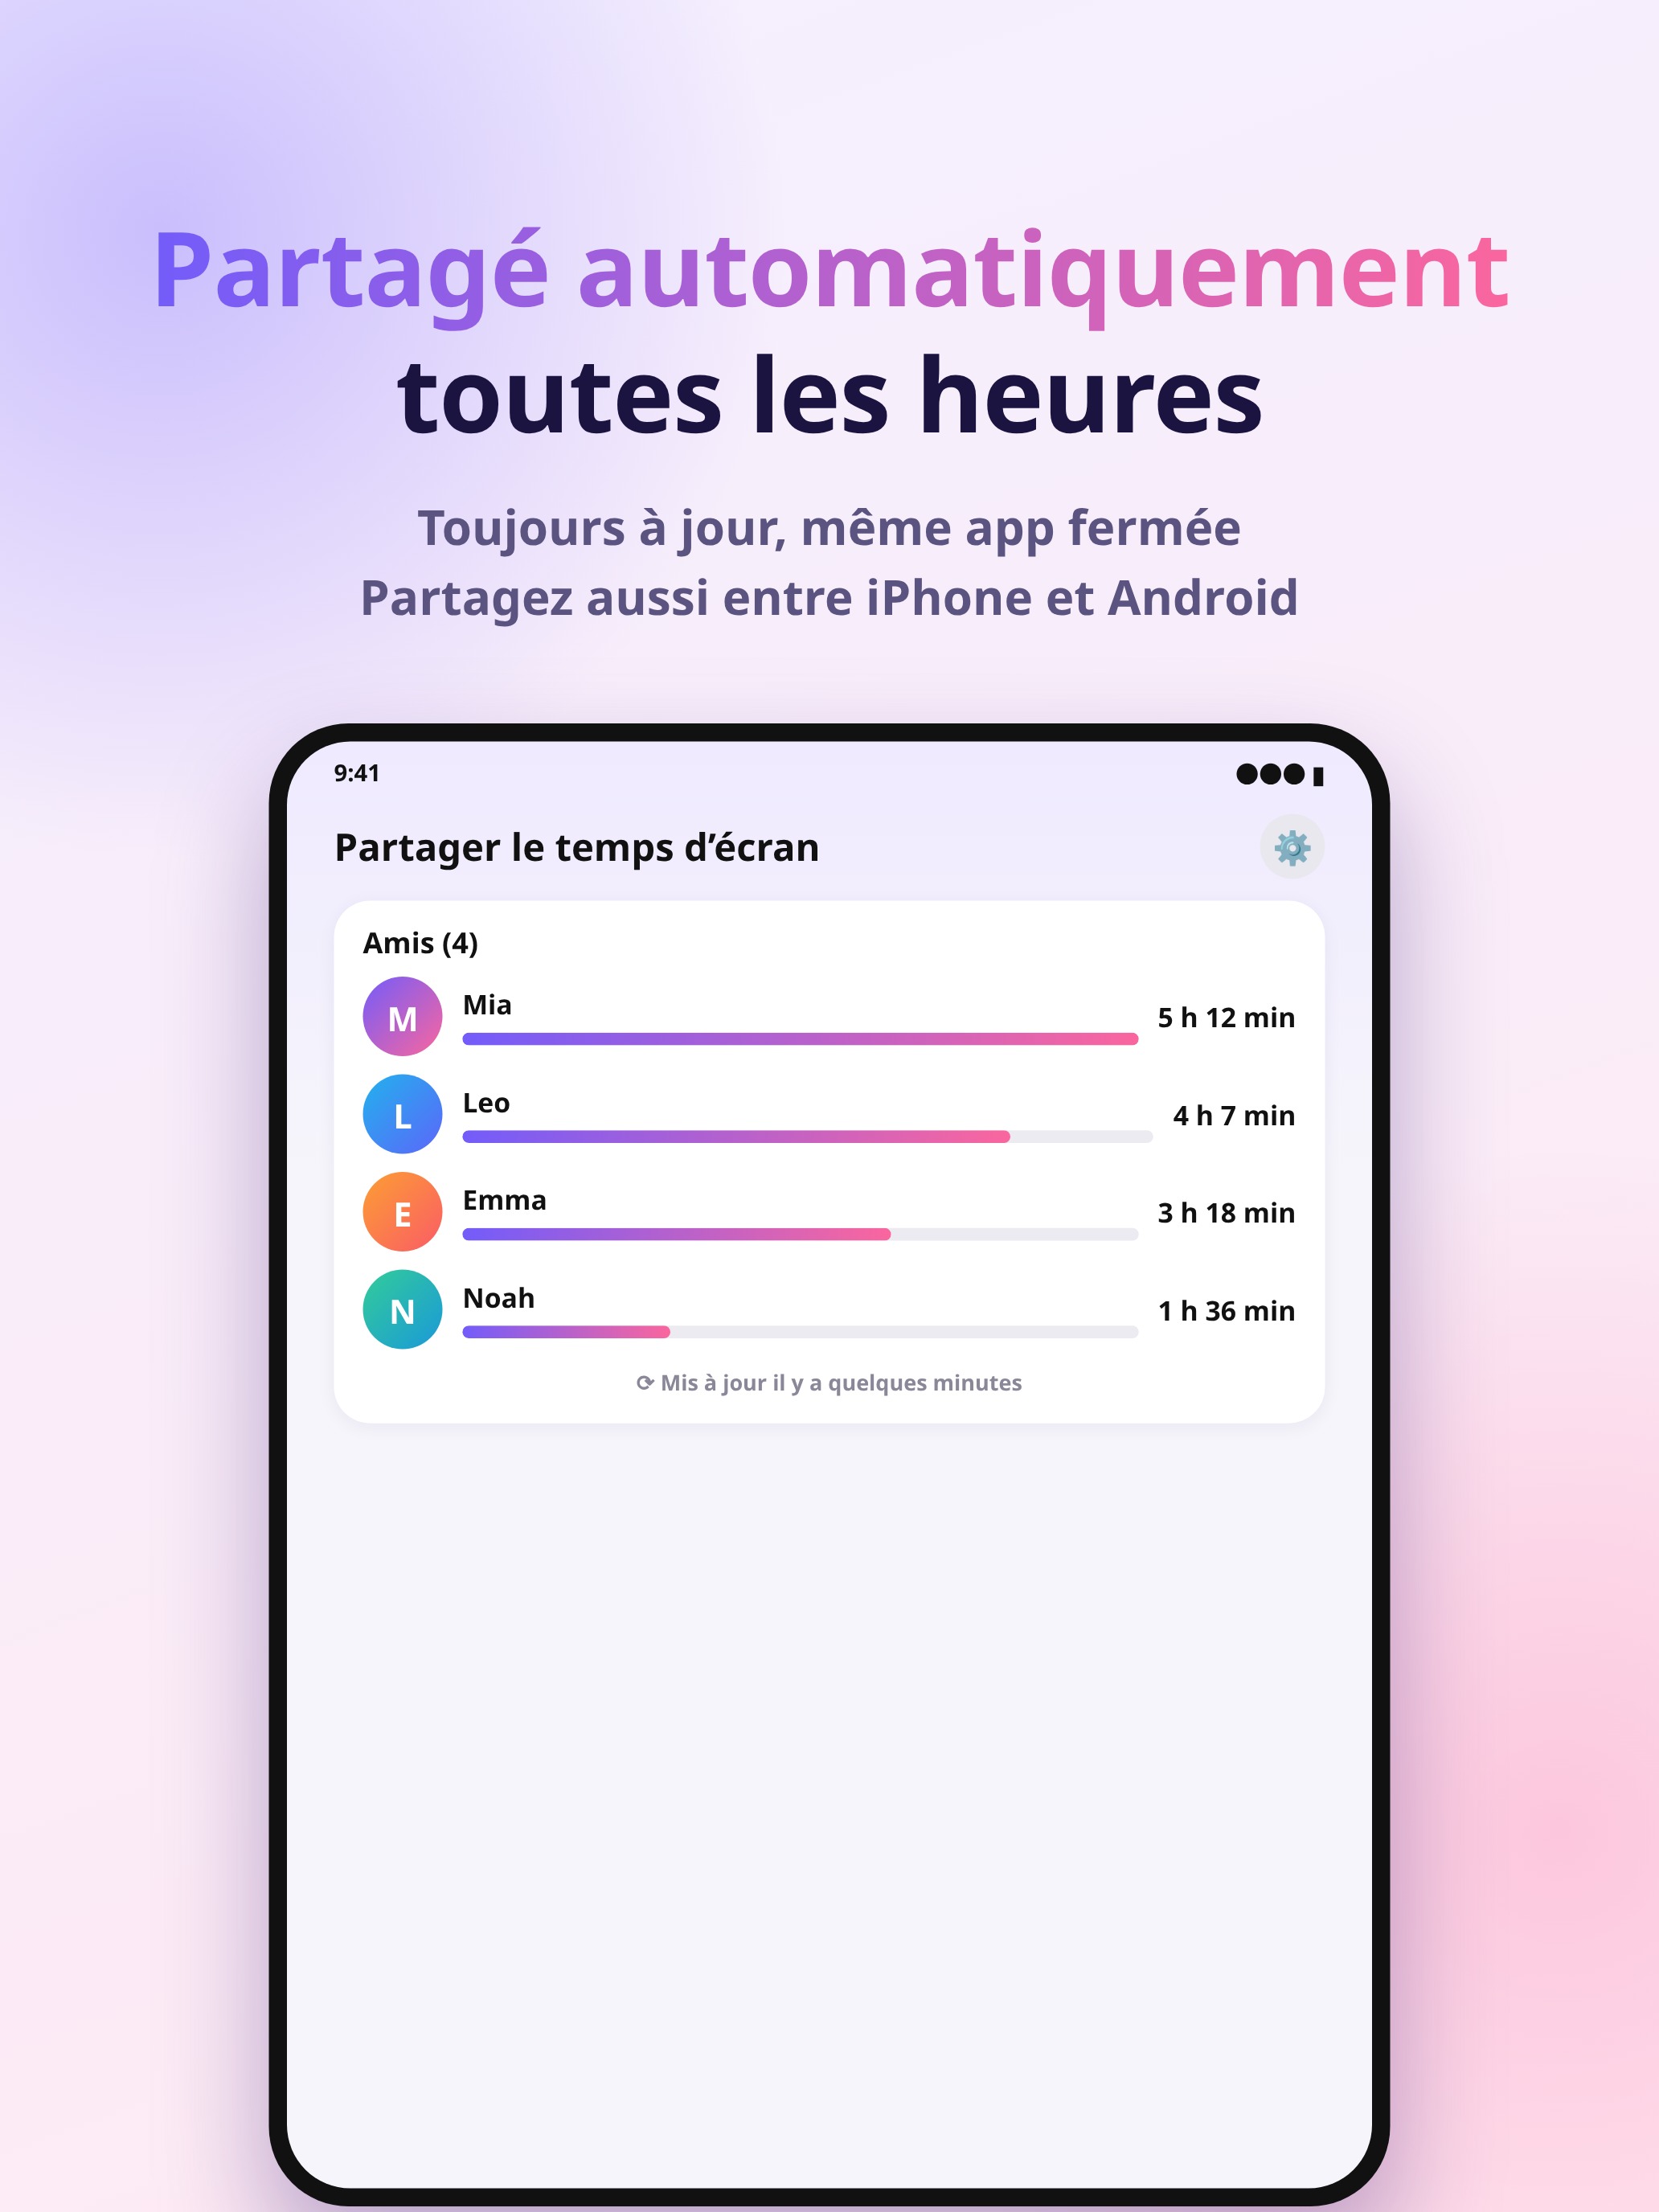 Partagé automatiquement
toutes les heures
Toujours à jour, même app fermée
Partagez aussi entre iPhone et Android
9:41
Partager le temps d’écran
Amis (4)
M
Mia
5 h 12 min
L
Leo
4 h 7 min
E
Emma
3 h 18 min
N
Noah
1 h 36 min
⟳ Mis à jour il y a quelques minutes